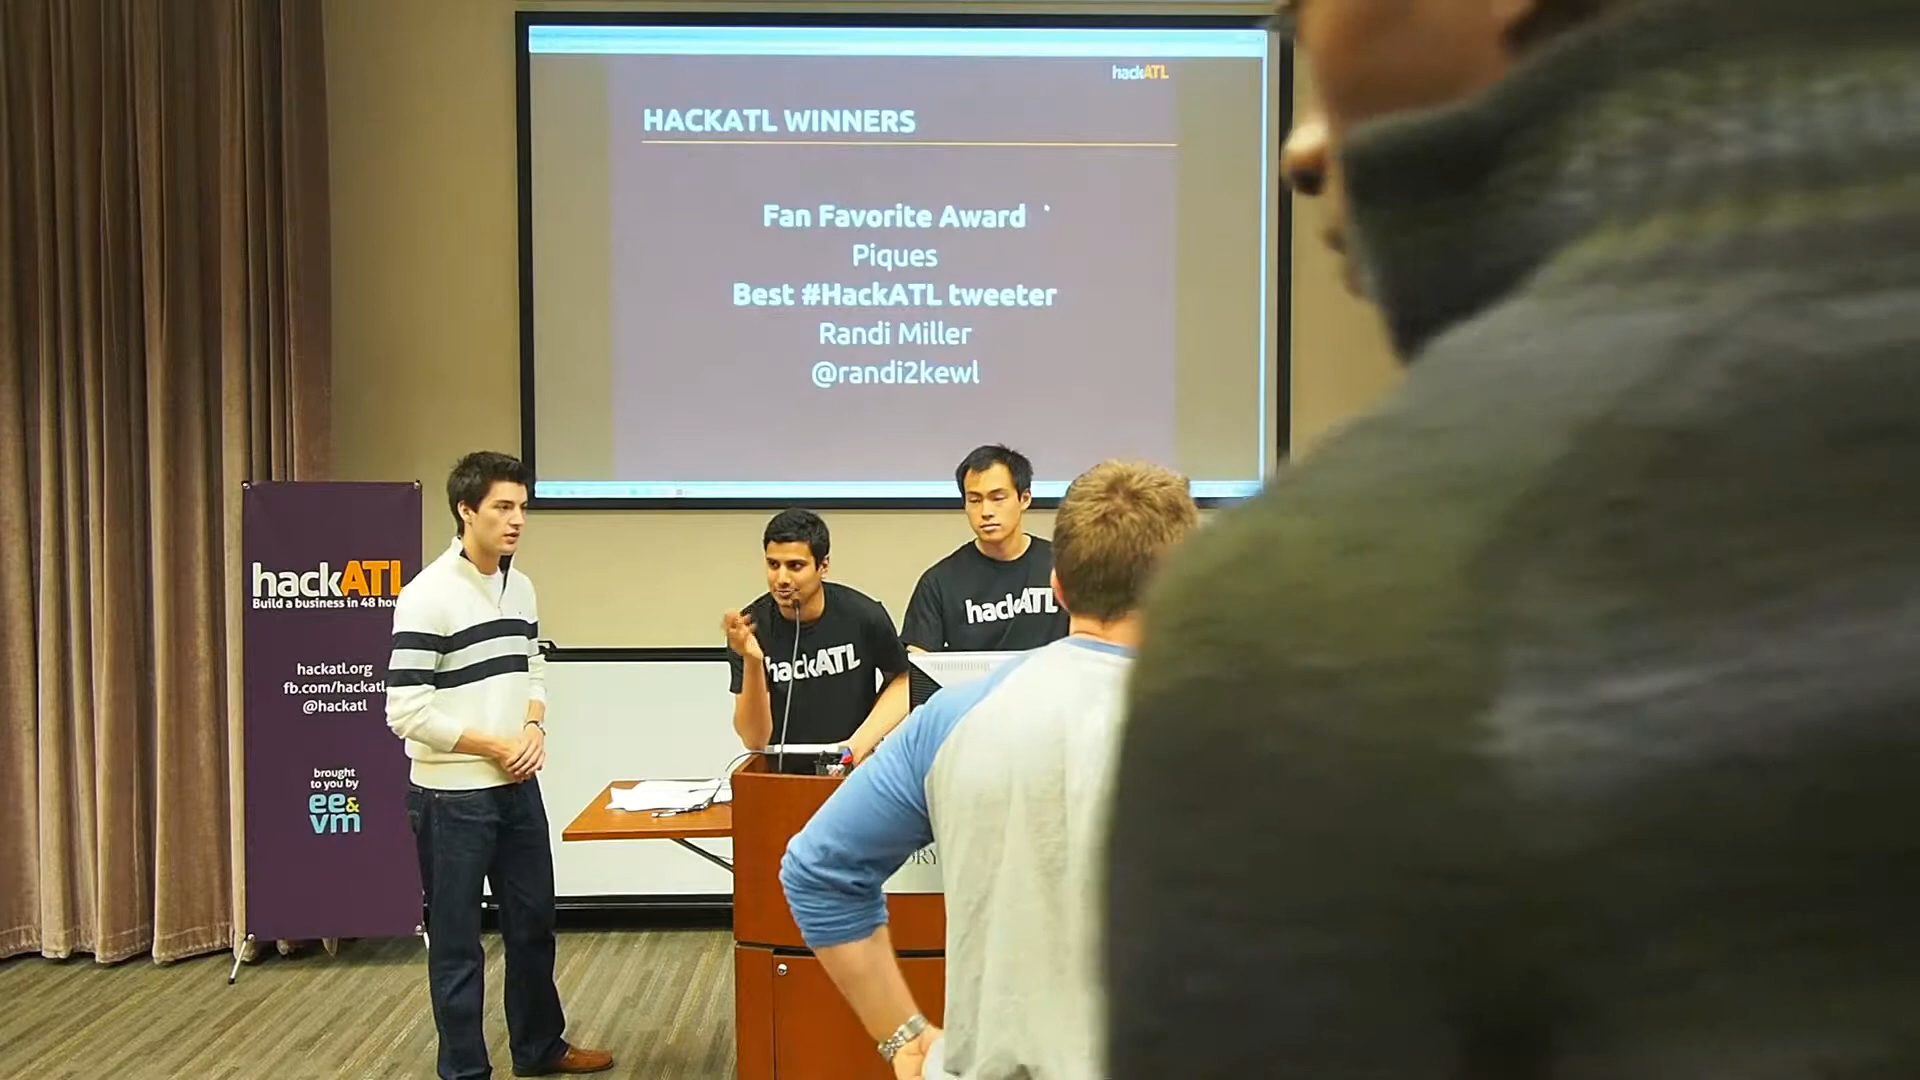 hackATL
HACKATL WINNERS
Fan Favorite Award
Piques
Best #HackATL tweeter
Randi Miller
@randi2kewl
hackATL
Build a business in 48 hou
hackatl.org
fb.com/hackatl
@hackatl
brought
to you by
ee&
vm
hackATL
hackATL
ORY